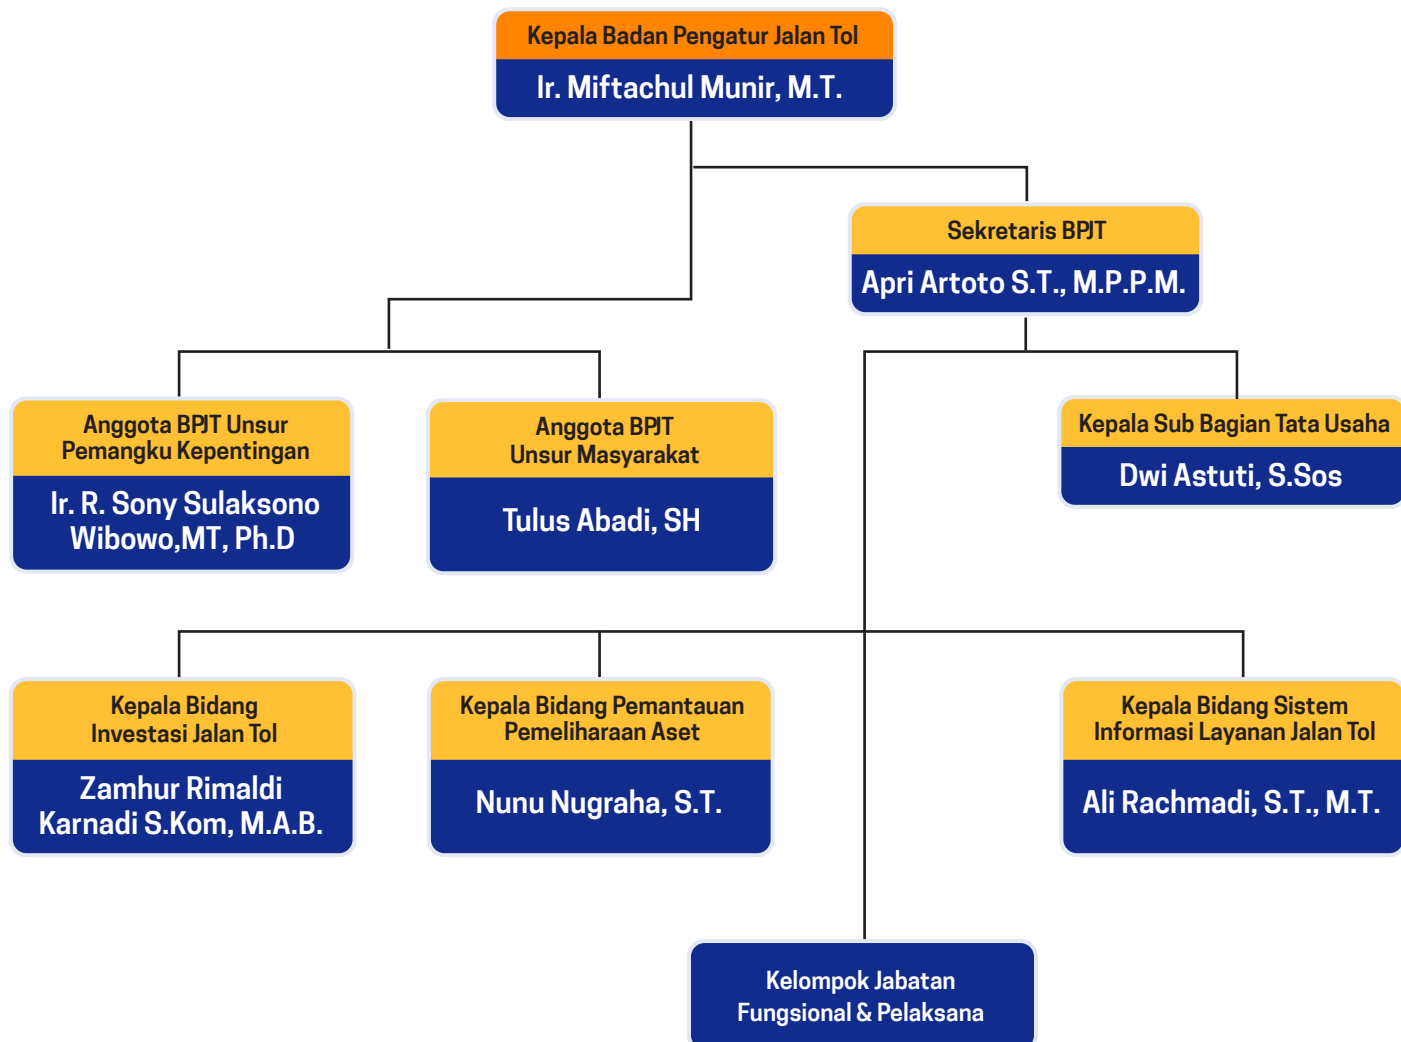 Kepala Badan Pengatur Jalan Tol
Ir. Miftachul Munir, M.T.
Sekretaris BPJT
Apri Artoto S.T., M.P.P.M.
Anggota BPJT Unsur
Pemangku Kepentingan
Ir. R. Sony Sulaksono
Wibowo,MT, Ph.D
Anggota BPJT
Unsur Masyarakat
Tulus Abadi, SH
Kepala Sub Bagian Tata Usaha
Dwi Astuti, S.Sos
Kepala Bidang
Investasi Jalan Tol
Zamhur Rimaldi
Karnadi S.Kom, M.A.B.
Kepala Bidang Pemantauan
Pemeliharaan Aset
Nunu Nugraha, S.T.
Kepala Bidang Sistem
Informasi Layanan Jalan Tol
Ali Rachmadi, S.T., M.T.
Kelompok Jabatan
Fungsional & Pelaksana